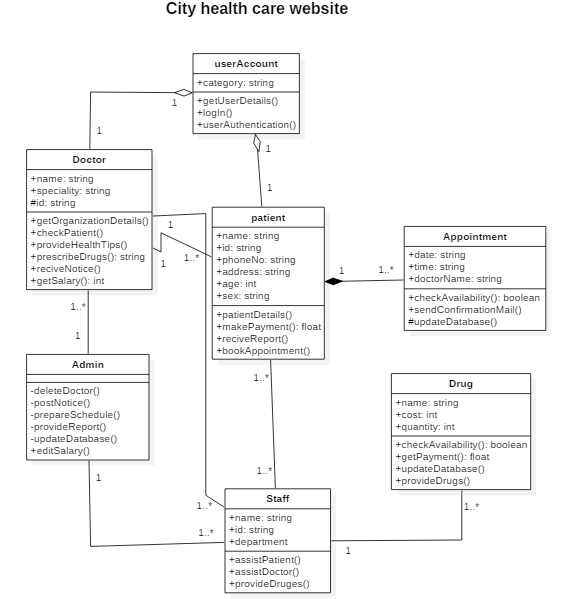 City health care website
userAccount
+category: string
+getUserDetails()
+logIn()
+userAuthentication()
1
1
1
1
Doctor
+name: string
+speciality: string
#id: string
+getOrganizationDetails()
+checkPatient()
+provideHealthTips()
+prescribeDrugs(): string
+reciveNotice()
+getSalary(): int
1
1
1..*
patient
+name: string
+id: string
+phoneNo: string
+address: string
+age: int
+sex: string
+patientDetails()
+makePayment(): float
+reciveReport()
+bookAppointment()
1
1..*
Appointment
+date: string
+time: string
+doctorName: string
+checkAvailability(): boolean
+sendConfirmationMail()
#updateDatabase()
1..*
1
Admin
-deleteDoctor()
-postNotice()
-prepareSchedule()
-provideReport()
-updateDatabase()
+editSalary()
1
1..*
1..*
1..*
1..*
Drug
+name: string
+cost: int
+quantity: int
+checkAvailability(): boolean
+getPayment(): float
+updateDatabase()
+provideDrugs()
1..*
1
Staff
+name: string
+id: string
+department
+assistPatient()
+assistDoctor()
+provideDruges()